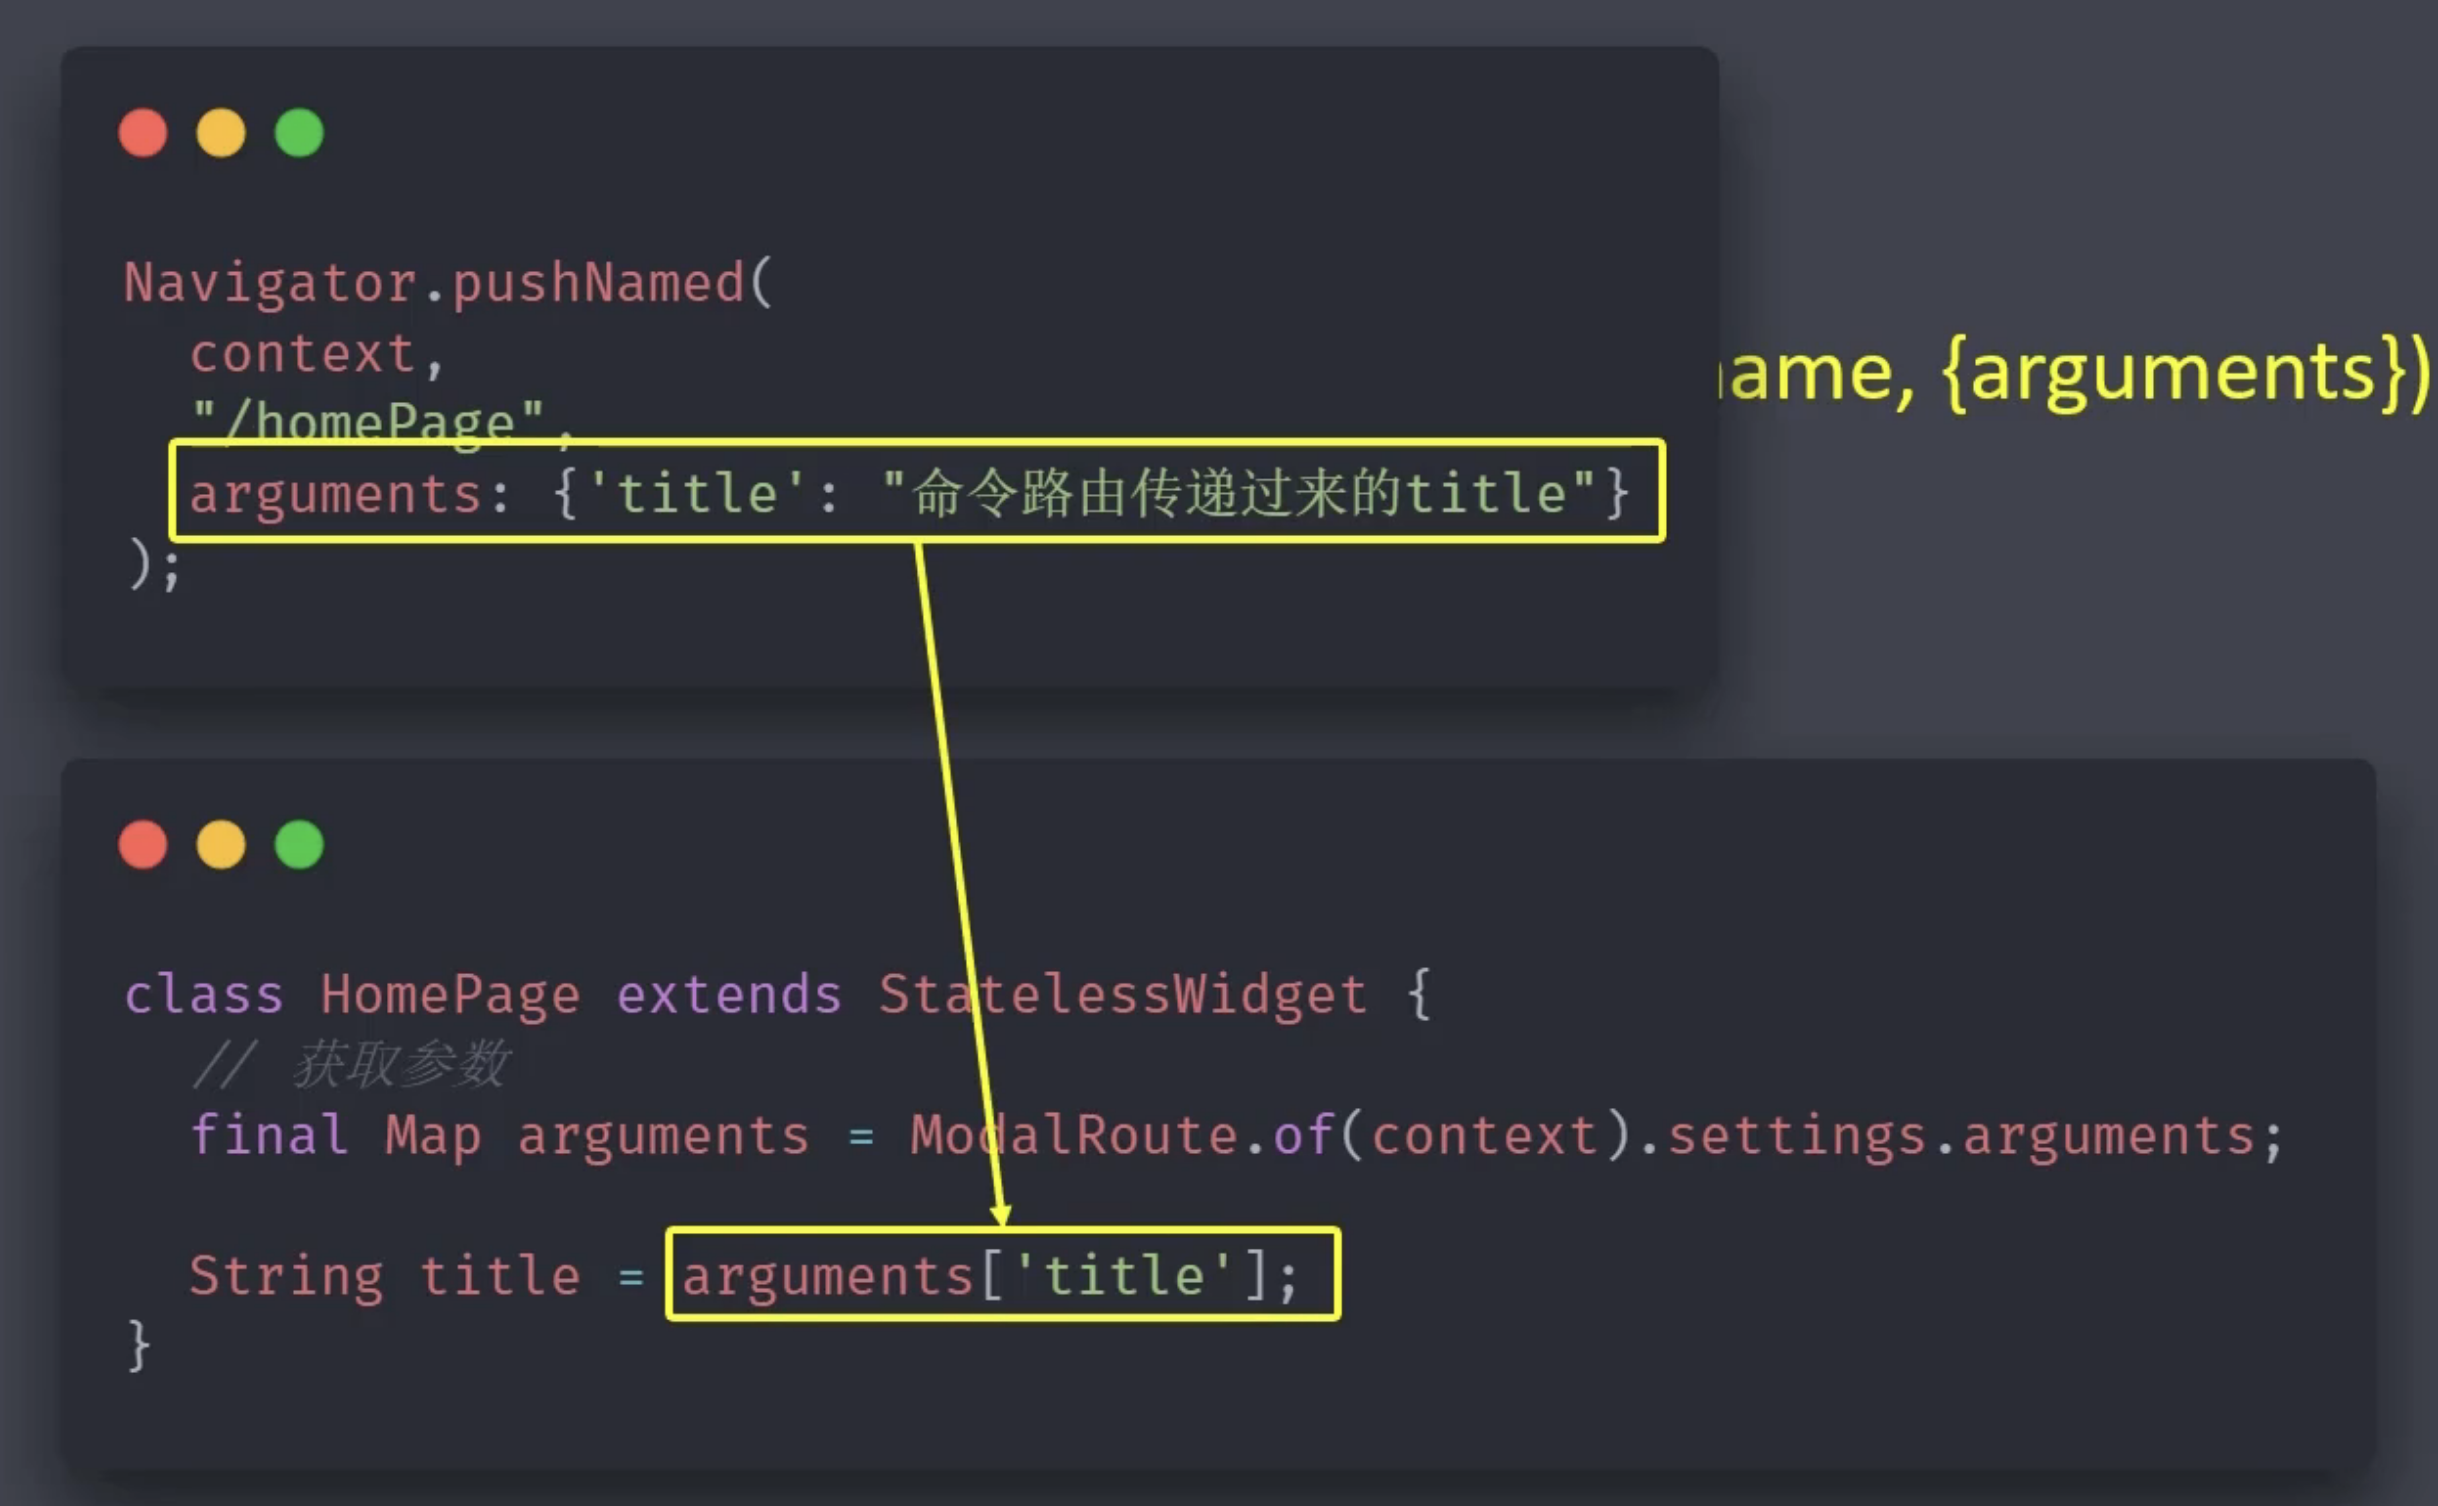 Navigator.pushNamed(
context,
"/homePage",
arguments: {'title': "命令路由传递过来的title"}
);
name, {arguments})
class HomePage extends StatelessWidget {
// 获取参数
final Map arguments = ModalRoute.of(context).settings.arguments;
String title = arguments['title'];
}